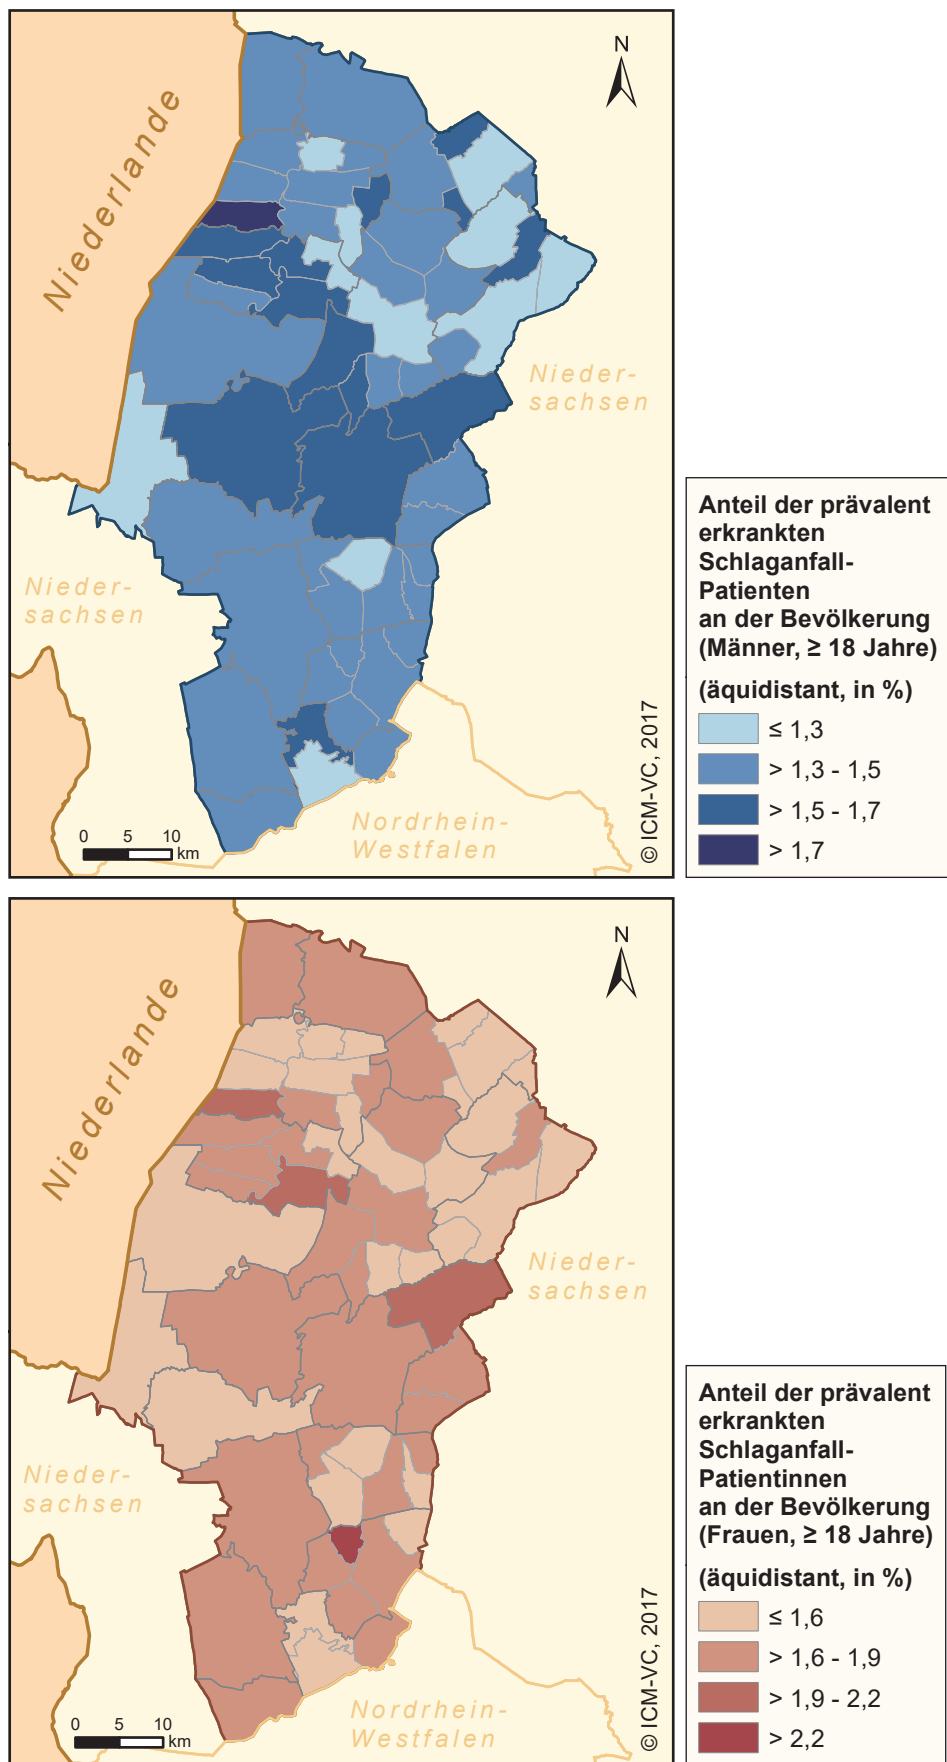 N
Niederlande
Nieder-
sachsen
Nieder-
sachsen
Nordrhein-
Westfalen
0 5 10
km
© ICM-VC, 2017
Anteil der prävalent
erkrankten
Schlaganfall-
Patienten
an der Bevölkerung
(Männer, ≥ 18 Jahre)
(äquidistant, in %)
≤ 1,3
> 1,3 - 1,5
> 1,5 - 1,7
> 1,7
N
Niederlande
Nieder-
sachsen
Nieder-
sachsen
Nordrhein-
Westfalen
0 5 10
km
© ICM-VC, 2017
Anteil der prävalent
erkrankten
Schlaganfall-
Patientinnen
an der Bevölkerung
(Frauen, ≥ 18 Jahre)
(äquidistant, in %)
≤ 1,6
> 1,6 - 1,9
> 1,9 - 2,2
> 2,2